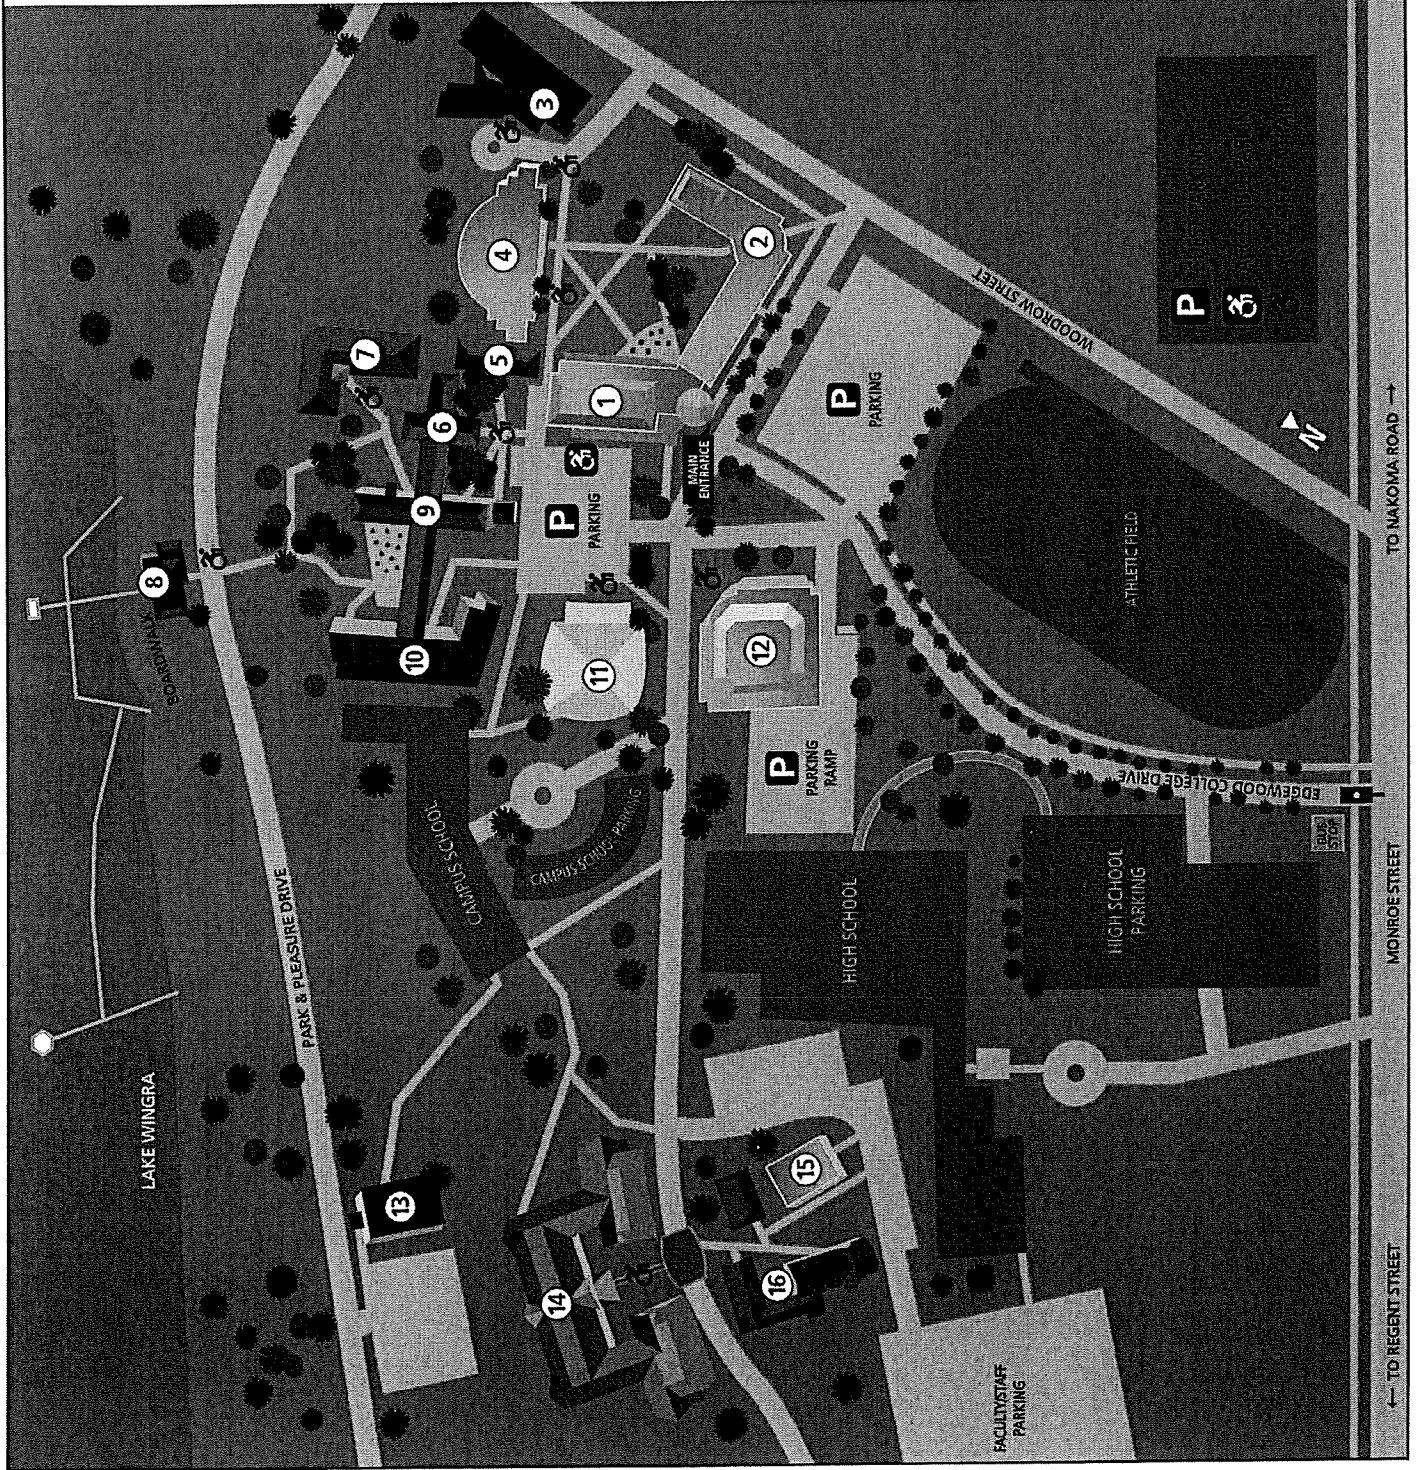 LAKE WINGRA
BOARDWALK
PARK & PLEASURE DRIVE
8
7
13
10
9
6
CAMPUS SCHOOL
5
4
3
14
11
1
P
PARKING
CAMPUS SCHOOL PARKING
MAIN
ENTRANCE
16
15
12
2
P
PARKING
RAMP
P
PARKING
HIGH SCHOOL
WOODROW STREET
FACULTY/STAFF
PARKING
HIGH SCHOOL
PARKING
ATHLETIC FIELD
EDGEWOOD COLLEGE DRIVE
BUS
STOP
P
N
← TO REGENT STREET
MONROE STREET
TO NAKOMA ROAD →